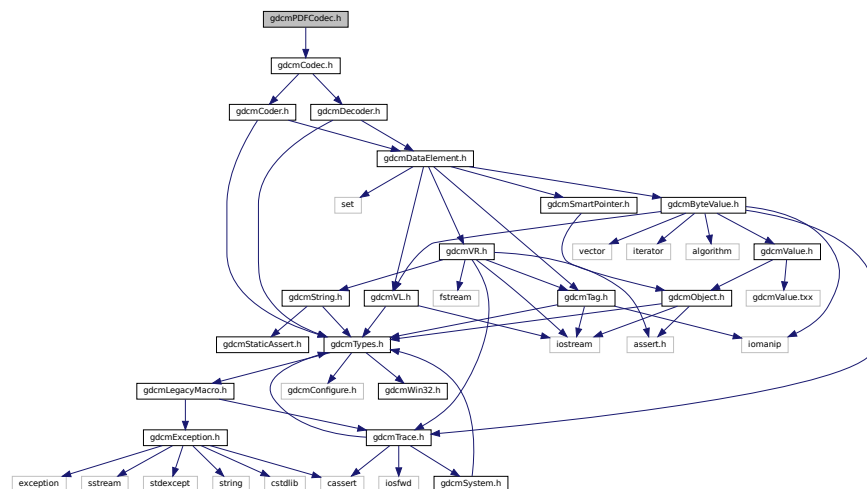 gdcmPDFCodec.h
gdcmCodec.h
gdcmCoder.h
gdcmDecoder.h
gdcmDataElement.h
set
gdcmSmartPointer.h
gdcmByteValue.h
gdcmVR.h
vector
iterator
algorithm
gdcmValue.h
gdcmString.h
gdcmVL.h
fstream
gdcmTag.h
gdcmObject.h
gdcmValue.txx
gdcmStaticAssert.h
gdcmTypes.h
iostream
assert.h
iomanip
gdcmLegacyMacro.h
gdcmConfigure.h
gdcmWin32.h
gdcmException.h
gdcmTrace.h
exception
sstream
stdexcept
string
cstdlib
cassert
iosfwd
gdcmSystem.h